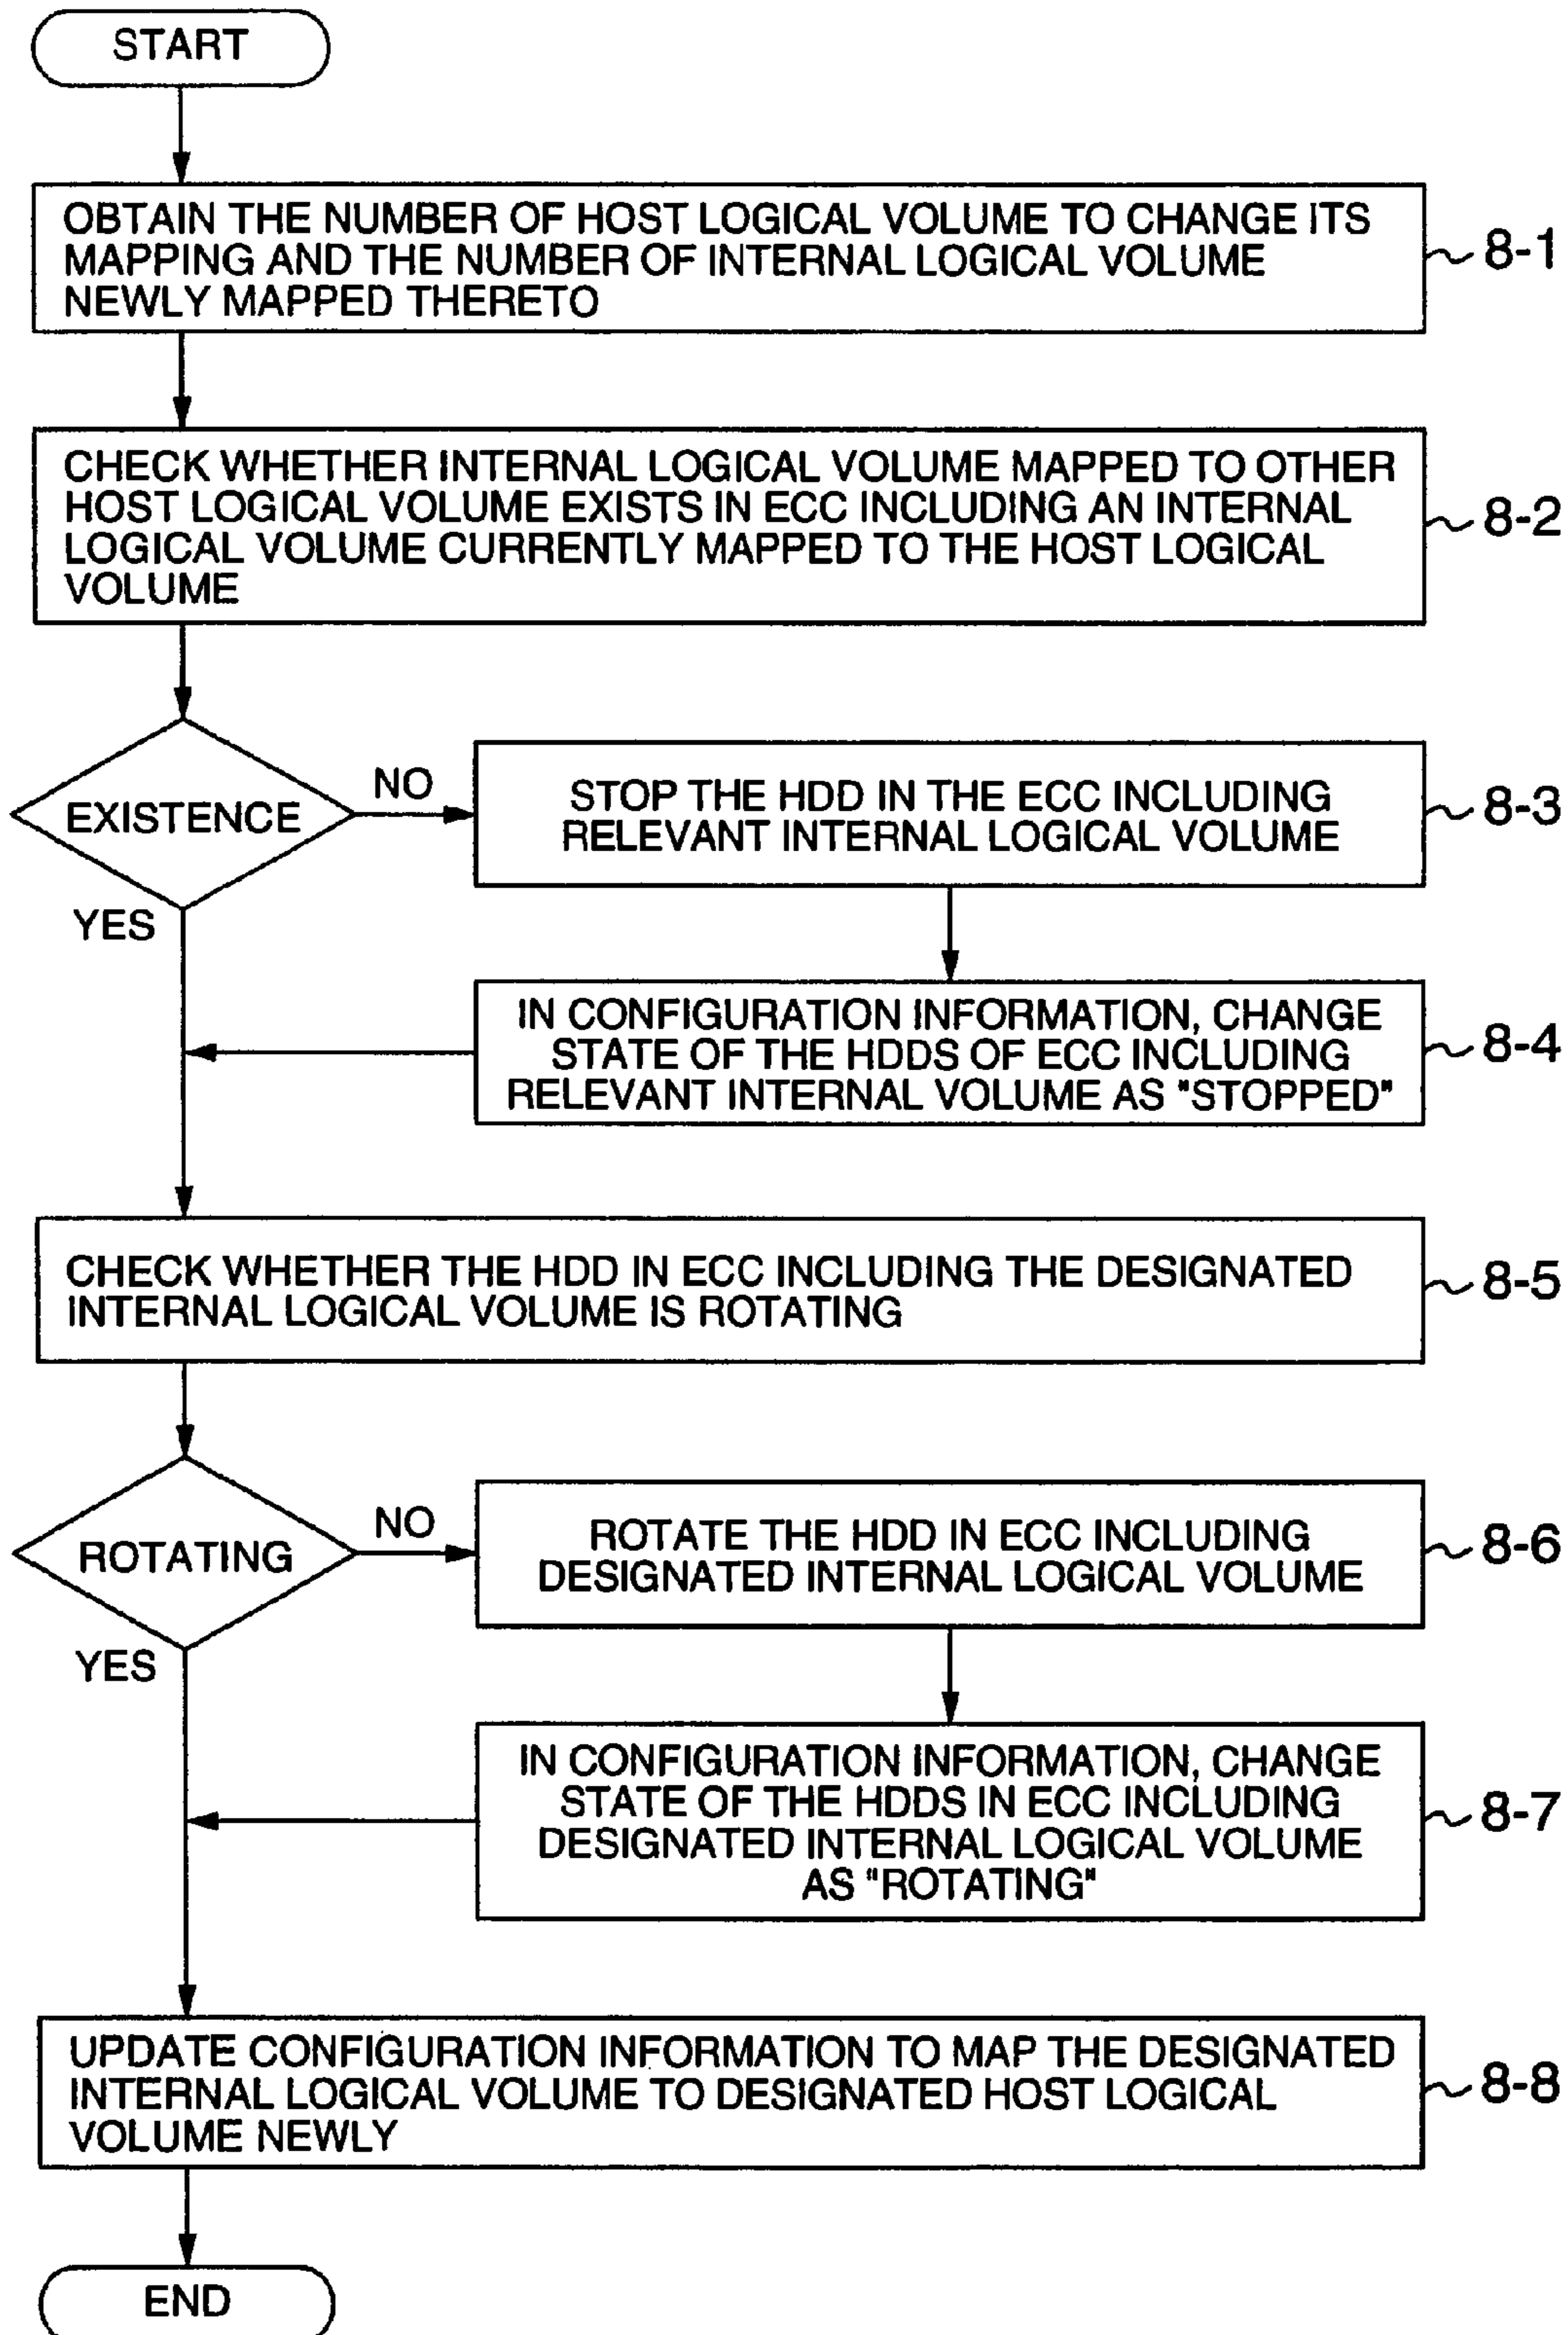 START
OBTAIN THE NUMBER OF HOST LOGICAL VOLUME TO CHANGE ITS
MAPPING AND THE NUMBER OF INTERNAL LOGICAL VOLUME
NEWLY MAPPED THERETO
8-1
CHECK WHETHER INTERNAL LOGICAL VOLUME MAPPED TO OTHER
HOST LOGICAL VOLUME EXISTS IN ECC INCLUDING AN INTERNAL
LOGICAL VOLUME CURRENTLY MAPPED TO THE HOST LOGICAL
VOLUME
8-2
EXISTENCE
NO
YES
STOP THE HDD IN THE ECC INCLUDING
RELEVANT INTERNAL LOGICAL VOLUME
8-3
IN CONFIGURATION INFORMATION, CHANGE
STATE OF THE HDDS OF ECC INCLUDING
RELEVANT INTERNAL VOLUME AS "STOPPED"
8-4
CHECK WHETHER THE HDD IN ECC INCLUDING THE DESIGNATED
INTERNAL LOGICAL VOLUME IS ROTATING
8-5
ROTATING
NO
YES
ROTATE THE HDD IN ECC INCLUDING
DESIGNATED INTERNAL LOGICAL VOLUME
8-6
IN CONFIGURATION INFORMATION, CHANGE
STATE OF THE HDDS IN ECC INCLUDING
DESIGNATED INTERNAL LOGICAL VOLUME
AS "ROTATING"
8-7
UPDATE CONFIGURATION INFORMATION TO MAP THE DESIGNATED
INTERNAL LOGICAL VOLUME TO DESIGNATED HOST LOGICAL
VOLUME NEWLY
8-8
END